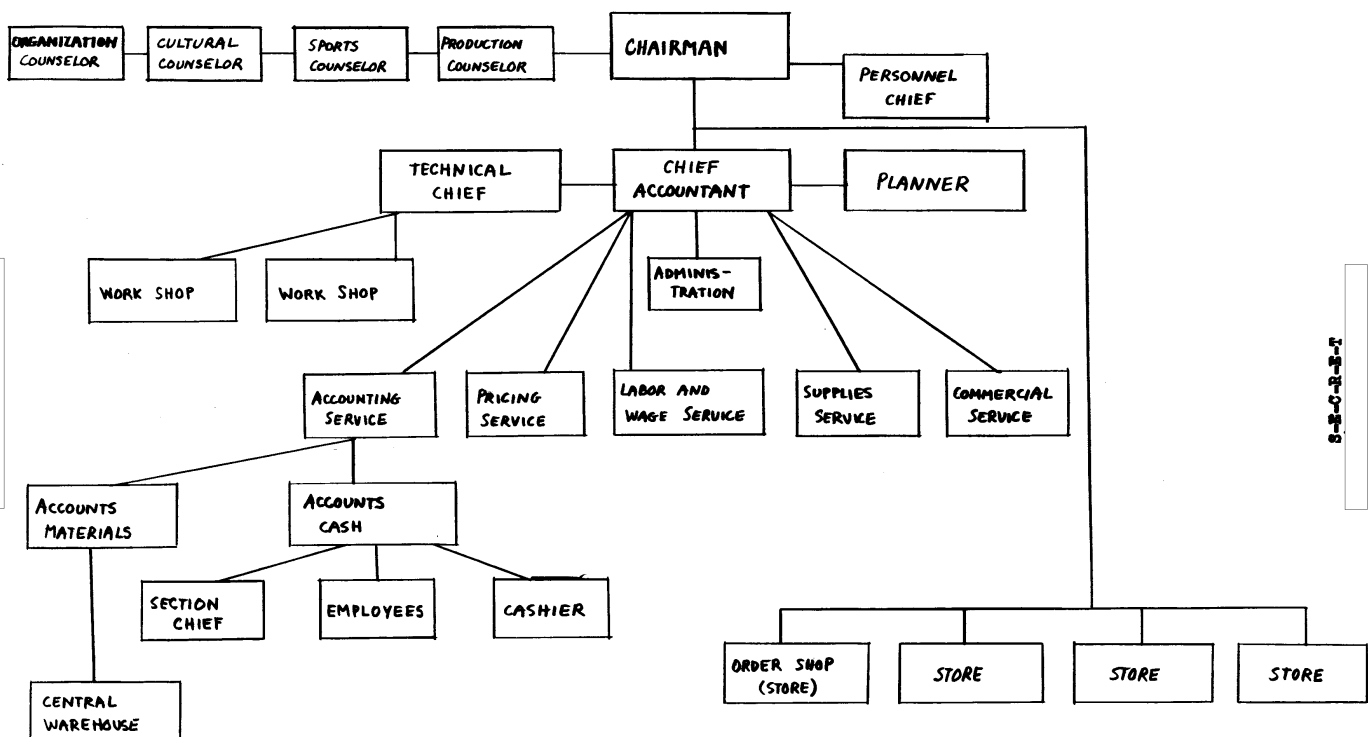 ORGANIZATION
COUNSELOR
CULTURAL
COUNSELOR
SPORTS
COUNSELOR
PRODUCTION
COUNSELOR
CHAIRMAN
PERSONNEL
CHIEF
TECHNICAL
CHIEF
CHIEF
ACCOUNTANT
PLANNER
WORK SHOP
WORK SHOP
ADMINIS-
TRATION
ACCOUNTING
SERVICE
PRICING
SERVICE
LABOR AND
WAGE SERVICE
SUPPLIES
SERVICE
COMMERCIAL
SERVICE
S-E-C-R-E-T
ACCOUNTS
MATERIALS
ACCOUNTS
CASH
SECTION
CHIEF
EMPLOYEES
CASHIER
ORDER SHOP
(STORE)
STORE
STORE
STORE
CENTRAL
WAREHOUSE